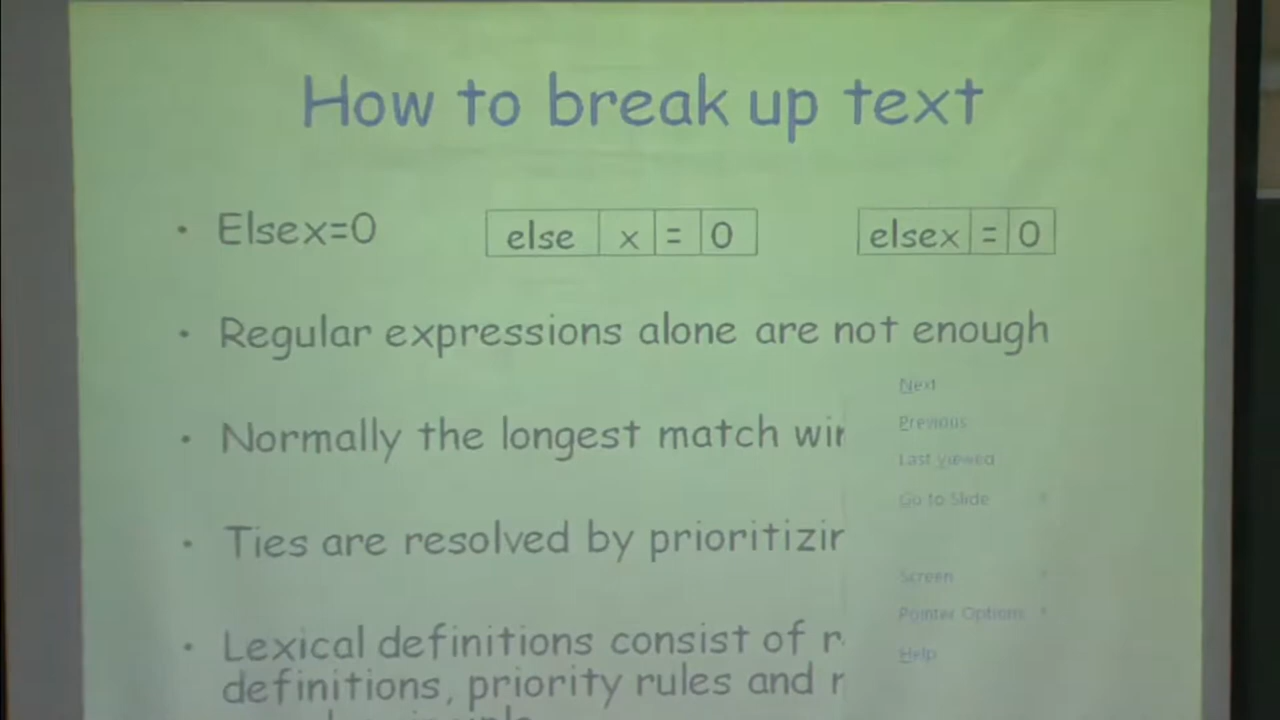 How to break up text
• Elsex=0 else x = 0 elsex = 0
• Regular expressions alone are not enough
• Normally the longest match wir
• Ties are resolved by prioritizir
• Lexical definitions consist of r
definitions, priority rules and r
Next
Previous
Last Viewed
Go to Slide
Screen
Pointer Options
Help